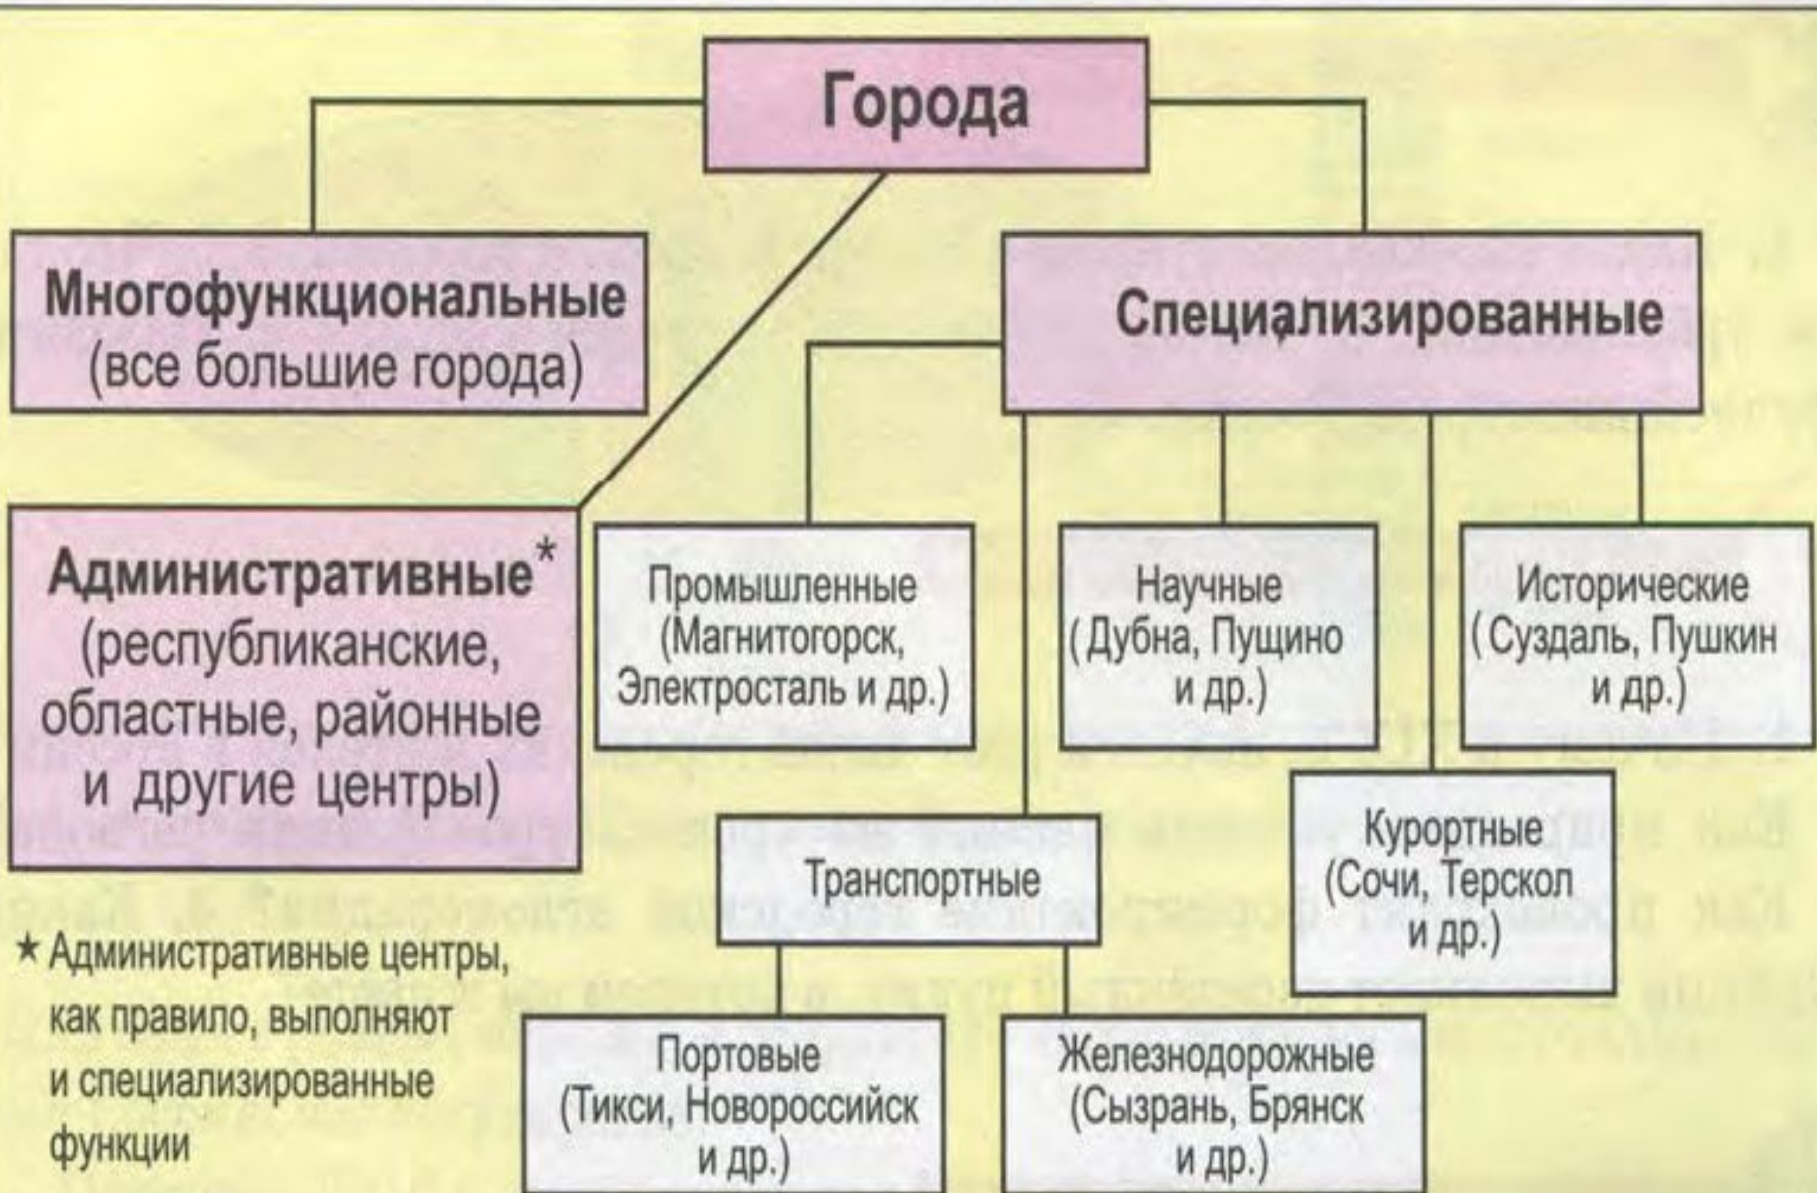 Города
Многофункциональные
(все большие города)
Специализированные
Административные*
(республиканские,
областные, районные
и другие центры)
Промышленные
(Магнитогорск,
Электросталь и др.)
Научные
(Дубна, Пущино
и др.)
Исторические
(Суздаль, Пушкин
и др.)
Транспортные
Курортные
(Сочи, Терскол
и др.)
Портовые
(Тикси, Новороссийск
и др.)
Железнодорожные
(Сызрань, Брянск
и др.)
* Административные центры,
как правило, выполняют
и специализированные
функции